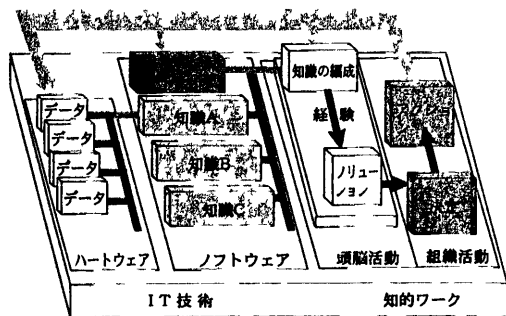 知識の編成
データ
データ
データ
データ
知識A
知識B
知識C
経験
ノリュー
ノヨノ
ハートウェア
ノフトウェア
頭脳活動
組織活動
IT技術
知的ワーク